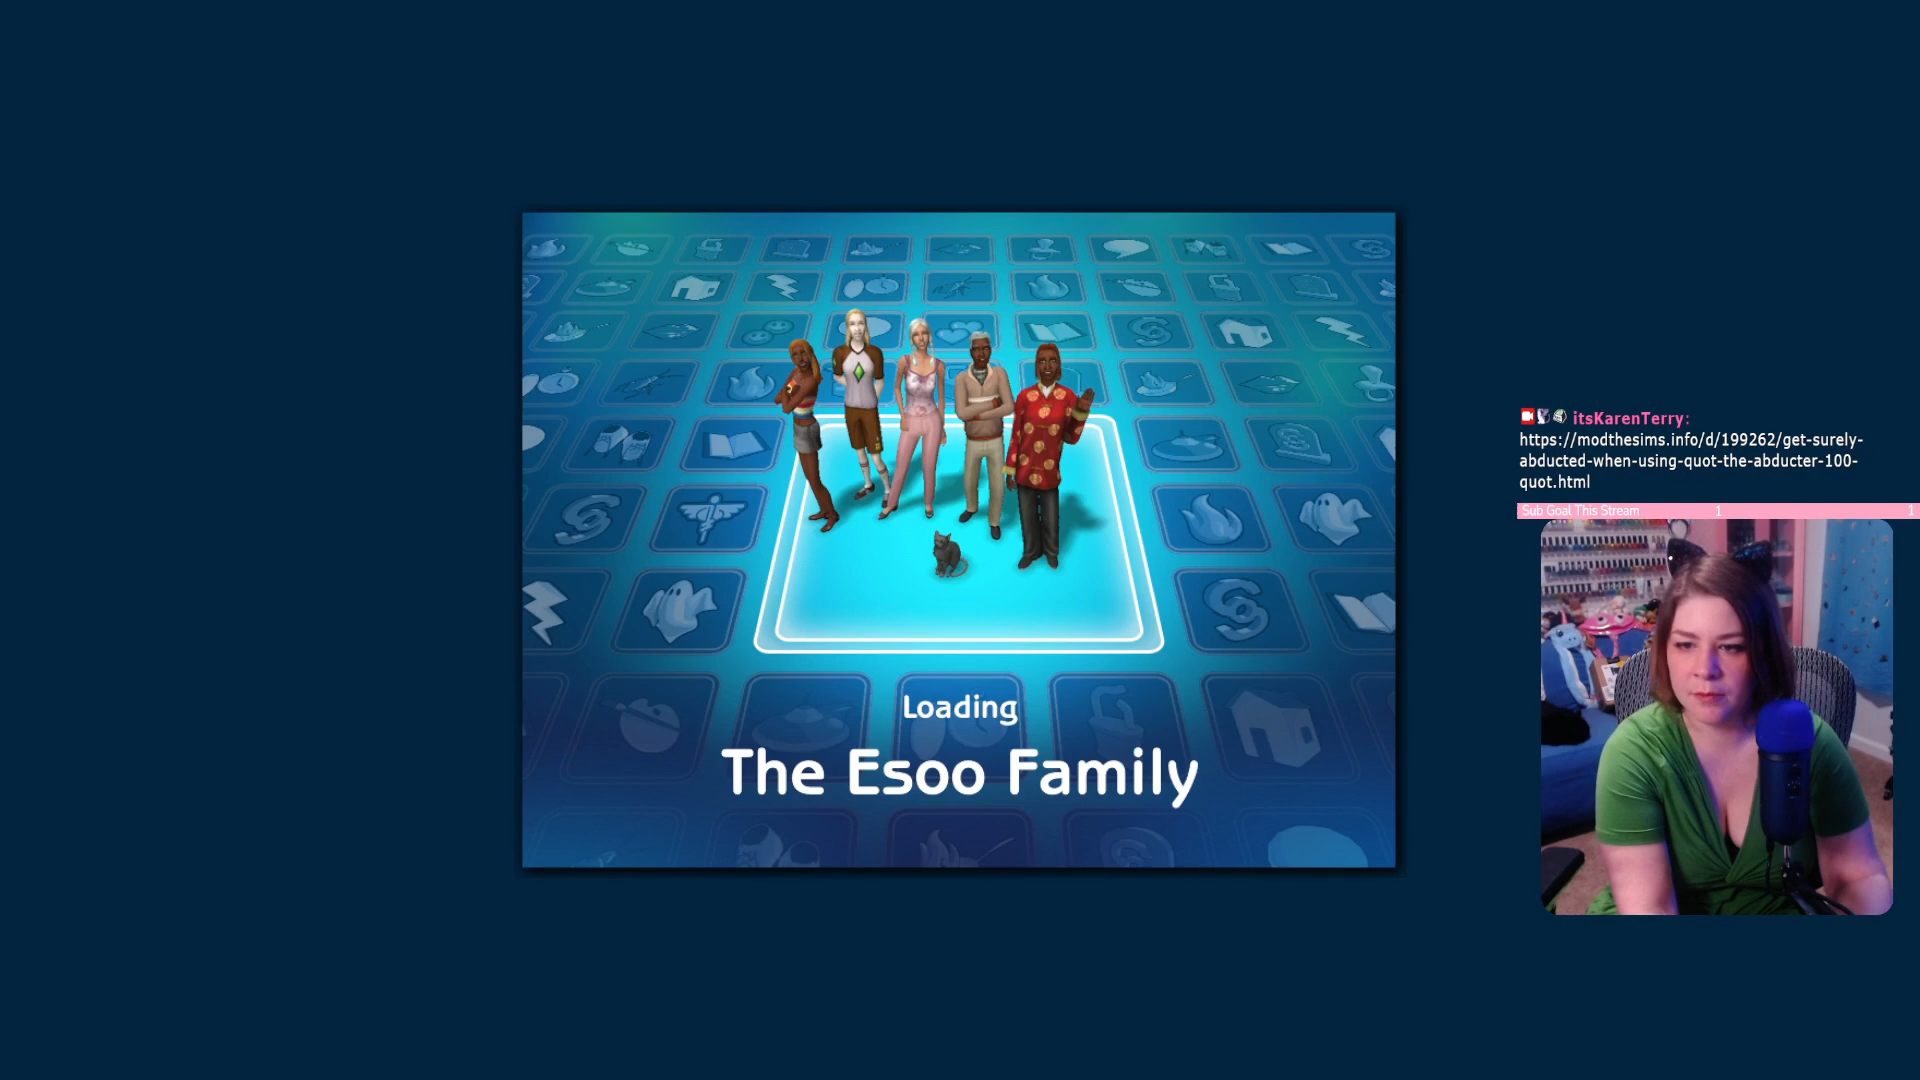 Loading
The Esoo Family
itsKarenTerry:
https://modthesims.info/d/199262/get-surely-
abducted-when-using-quot-the-abducter-100-
quot.html
Sub Goal This Stream 1 1